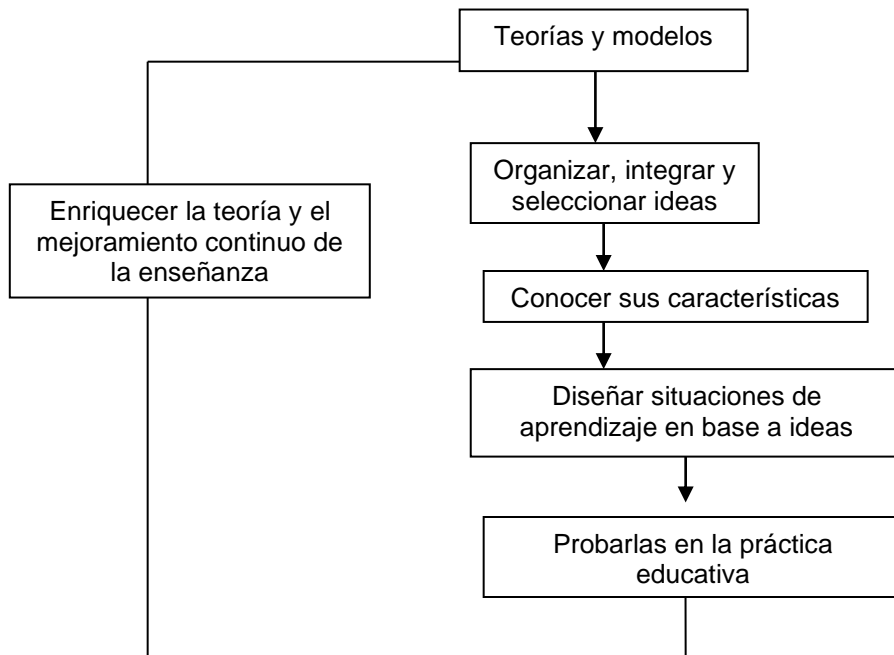 Teorías y modelos
Organizar, integrar y
seleccionar ideas
Enriquecer la teoría y el
mejoramiento continuo de
la enseñanza
Conocer sus característícas
Diseñar situaciones de
aprendizaje en base a ideas
Probarlas en la práctica
educativa